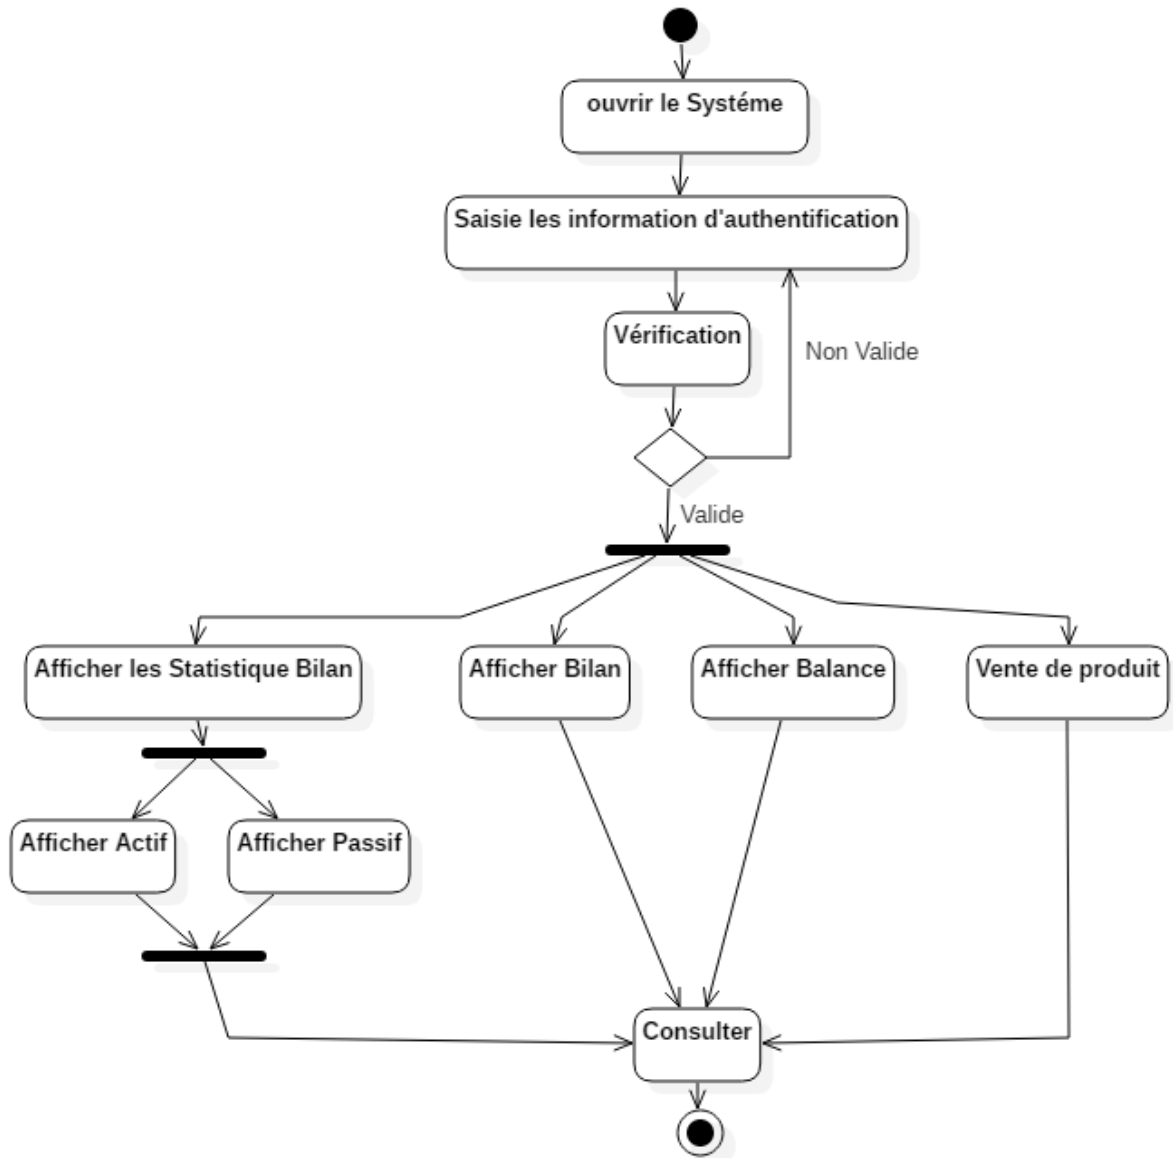 ouvrir le Systéme
Saisie les information d'authentification
Vérification
Non Valide
Valide
Afficher les Statistique Bilan
Afficher Bilan
Afficher Balance
Vente de produit
Afficher Actif
Afficher Passif
Consulter